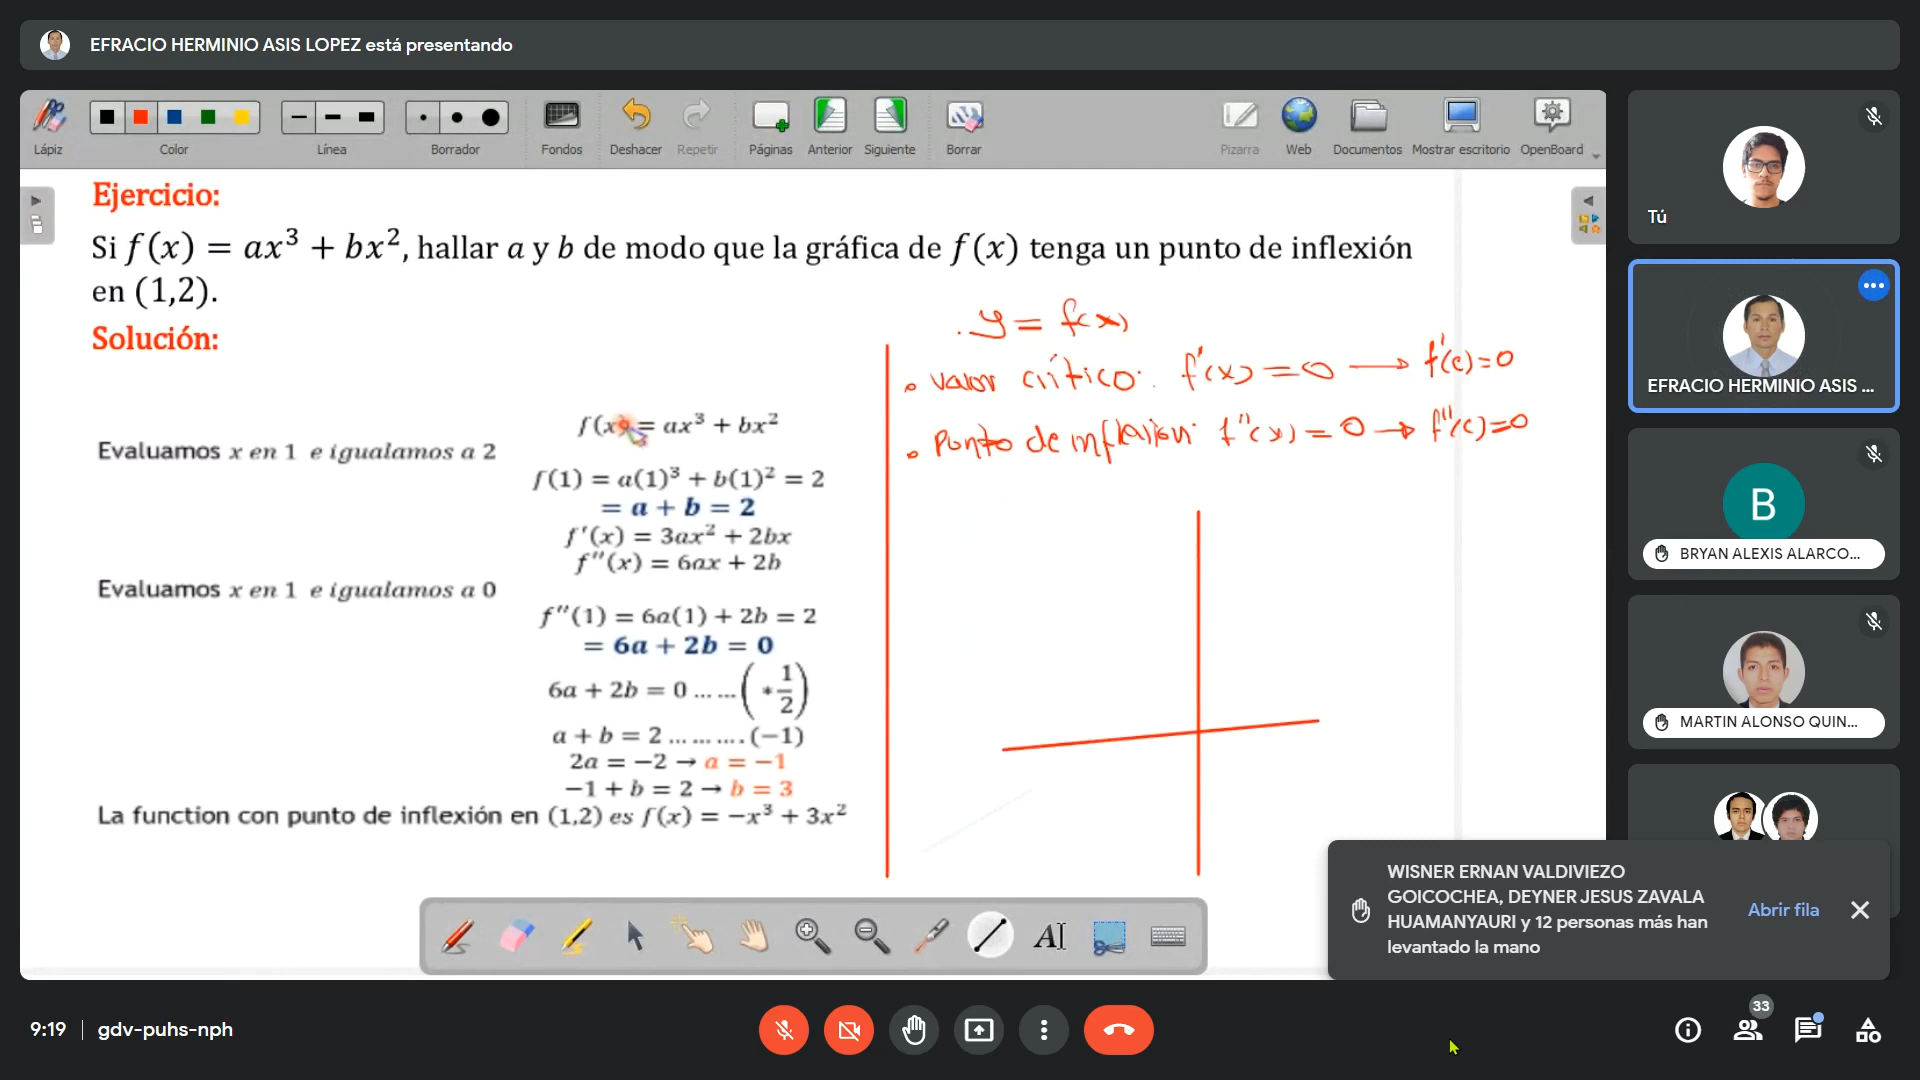 EFRACIO HERMINIO ASIS LOPEZ está presentando
Lápiz
Color
Línea
Borrador
Fondos
Deshacer
Repetir
Páginas
Anterior
Siguiente
Borrar
Pizarra
Web
Documentos
Mostrar escritorio
OpenBoard
Ejercicio:
Si f(x) = ax³ + bx², hallar a y b de modo que la gráfica de f(x) tenga un punto de inflexión
en (1,2).
Solución:
f(x) = ax³ + bx²
Evaluamos x en 1 e igualamos a 2
f(1) = a(1)³ + b(1)² = 2
= a + b = 2
f′(x) = 3ax² + 2bx
f″(x) = 6ax + 2b
Evaluamos x en 1 e igualamos a 0
f″(1) = 6a(1) + 2b = 2
= 6a + 2b = 0
6a + 2b = 0 ... ... (* 1/2)
a + b = 2 ... ... ... . (−1)
2a = −2 → a = −1
−1 + b = 2 → b = 3
La function con punto de inflexión en (1,2) es f(x) = −x³ + 3x²
. y = f(x)
• Valor crítico: f'(x) = 0 → f'(c)=0
• Punto de inflexión: f''(x) = 0 → f''(c)=0
Tú
EFRACIO HERMINIO ASIS ...
B
BRYAN ALEXIS ALARCO...
MARTIN ALONSO QUIN...
WISNER ERNAN VALDIVIEZO
GOICOCHEA, DEYNER JESUS ZAVALA
HUAMANYAURI y 12 personas más han
levantado la mano
Abrir fila
9:19 | gdv-puhs-nph
33